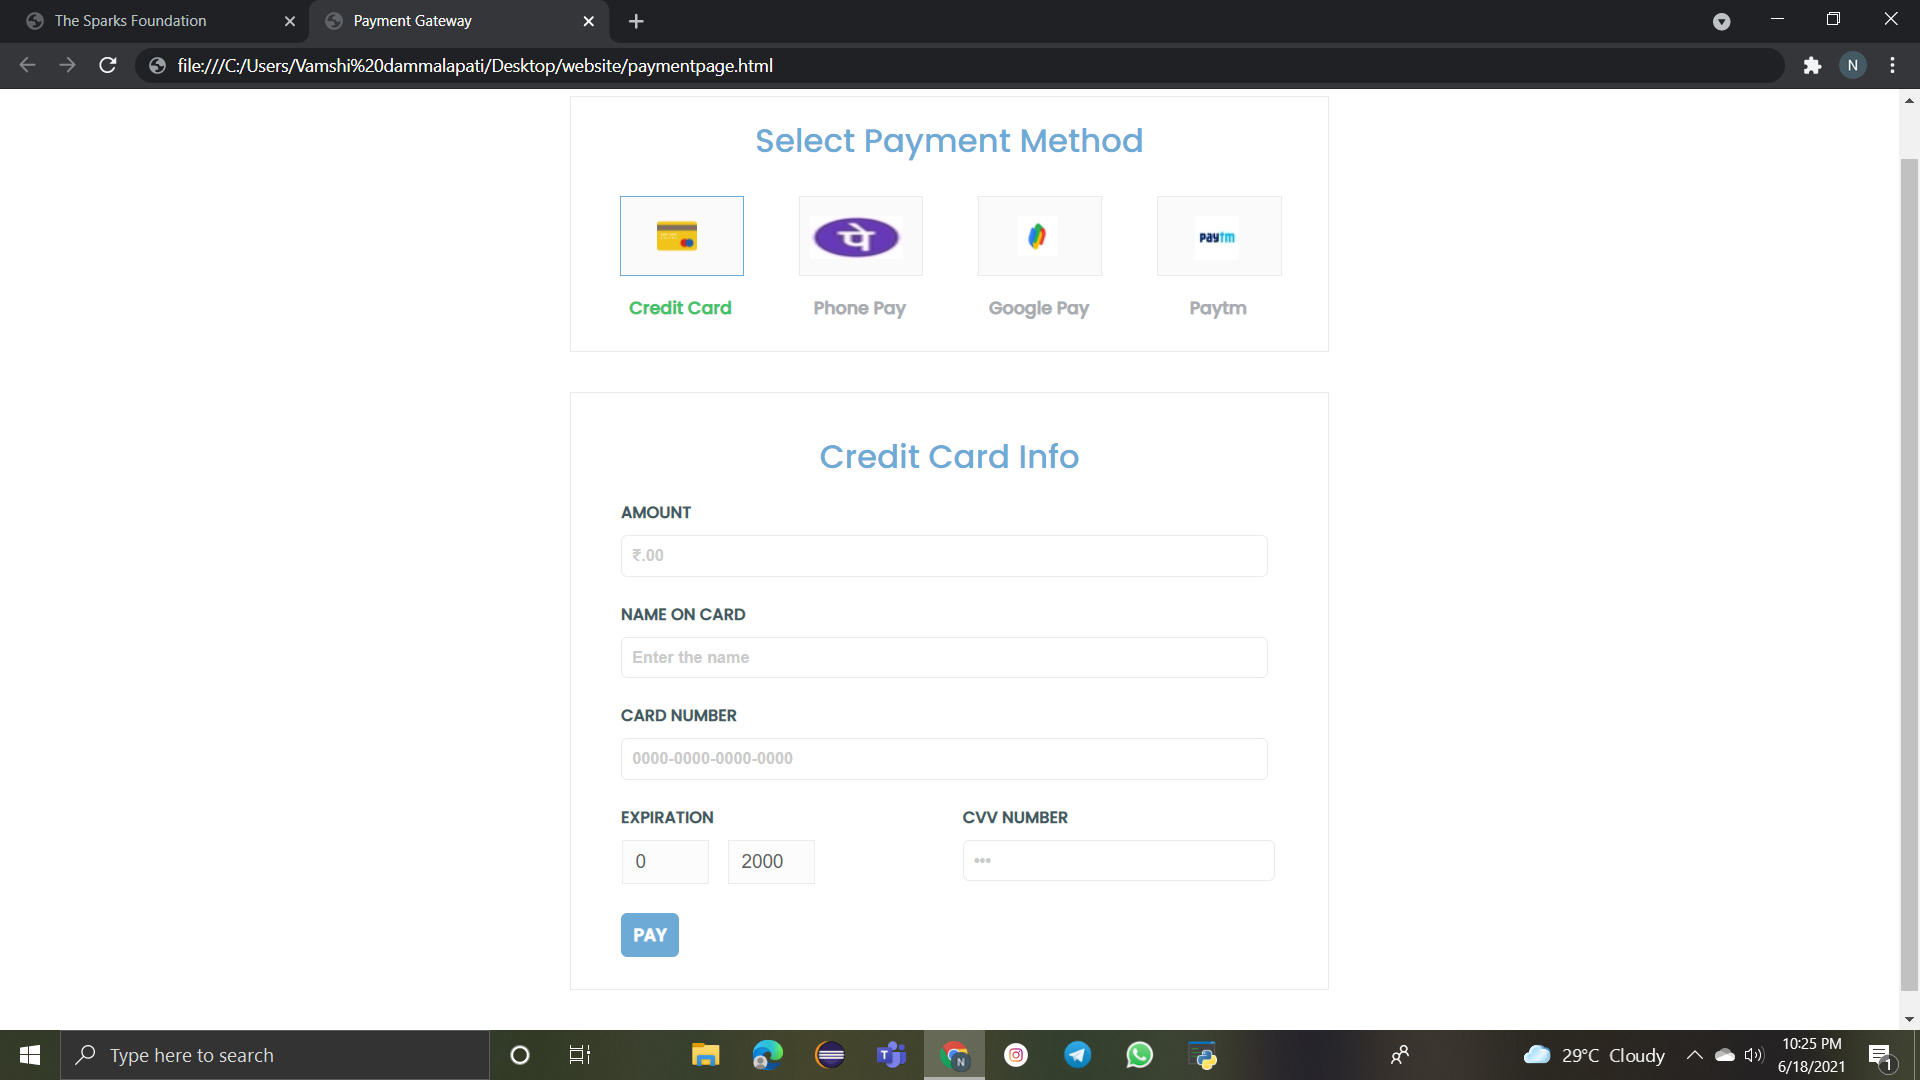 The Sparks Foundation
Payment Gateway
file:///C:/Users/Vamshi%20dammalapati/Desktop/website/paymentpage.html
N
Select Payment Method
पे
paytm
Credit Card
Phone Pay
Google Pay
Paytm
Credit Card Info
AMOUNT
₹.00
NAME ON CARD
Enter the name
CARD NUMBER
0000-0000-0000-0000
EXPIRATION
CVV NUMBER
0
2000
•••
PAY
Type here to search
N
29°C Cloudy
10:25 PM
6/18/2021
1